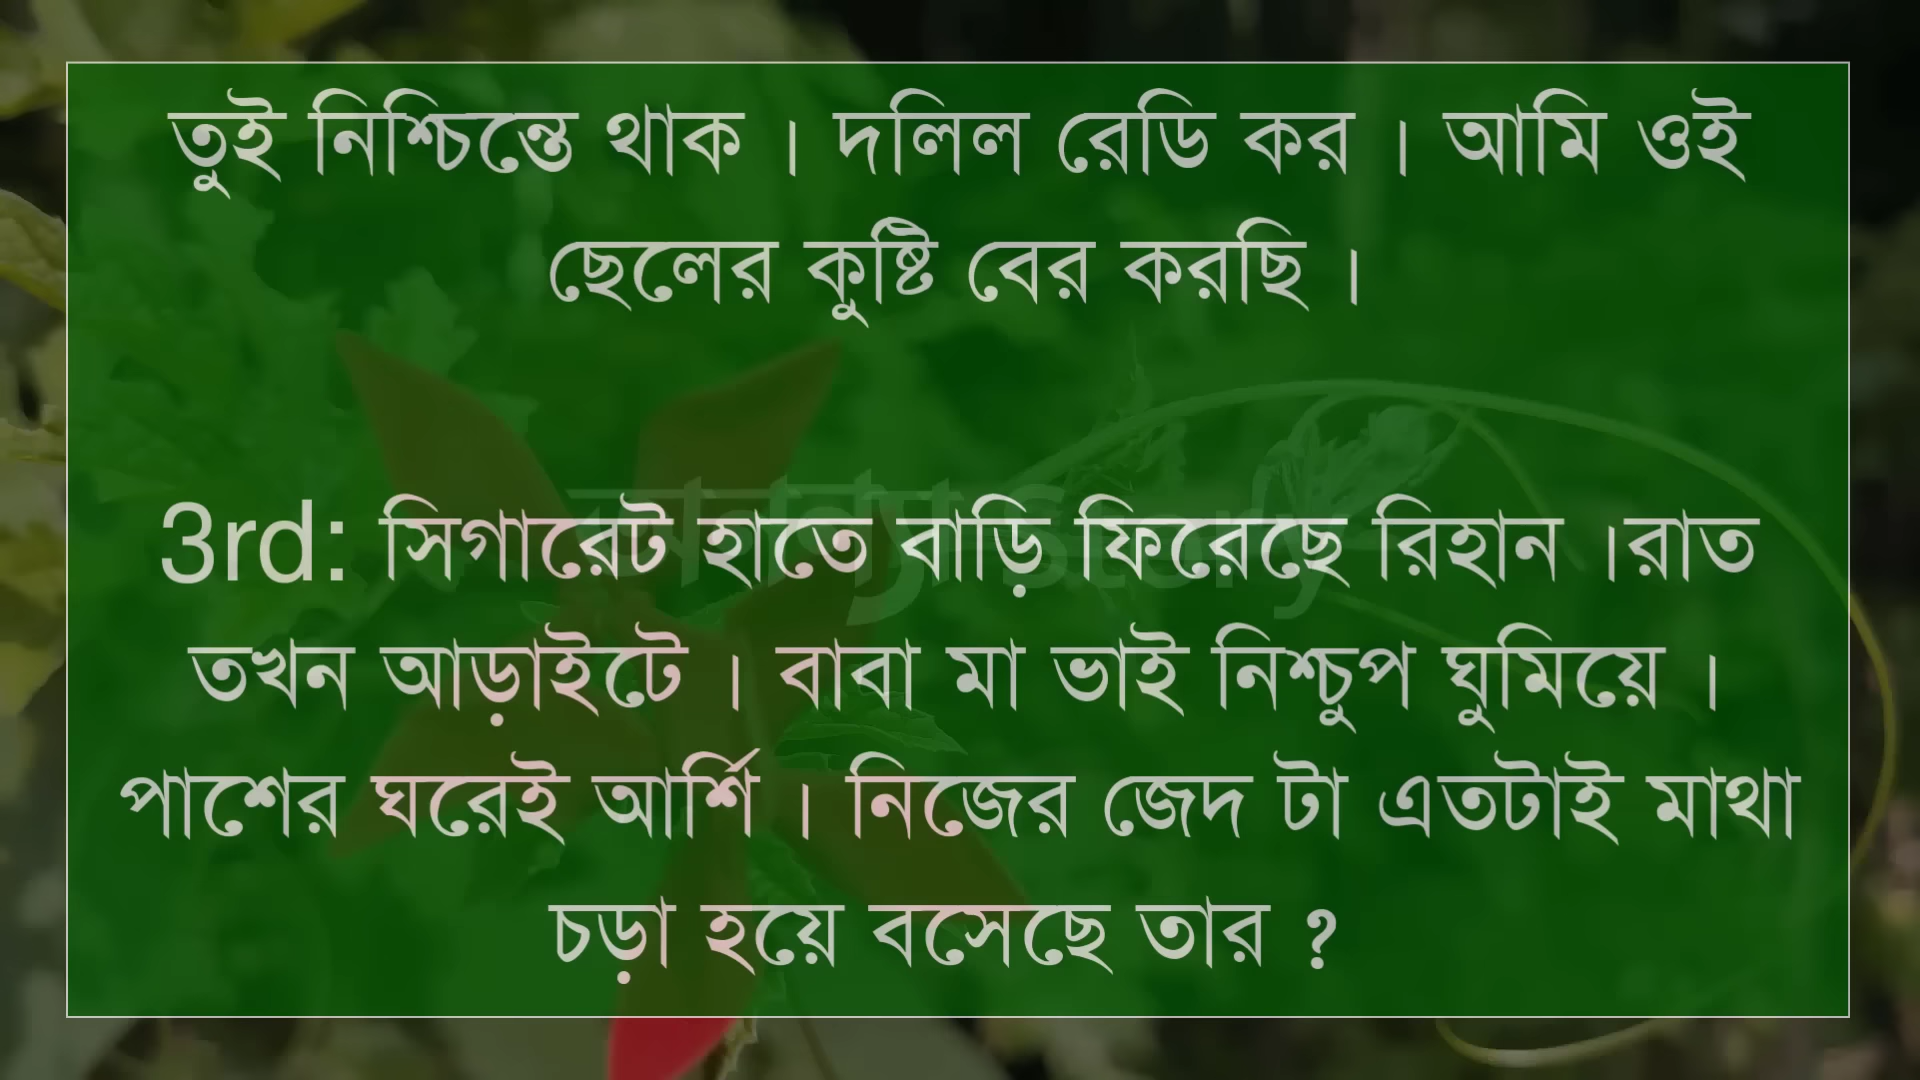 তুই নিশ্চিন্তে থাক । দলিল রেডি কর । আমি ওই
ছেলের কুষ্টি বের করছি ।
3rd: সিগারেট হাতে বাড়ি ফিরেছে রিহান ।রাত
তখন আড়াইটে । বাবা মা ভাই নিশ্চুপ ঘুমিয়ে ।
পাশের ঘরেই আর্শি । নিজের জেদ টা এতটাই মাথা
চড়া হয়ে বসেছে তার ?